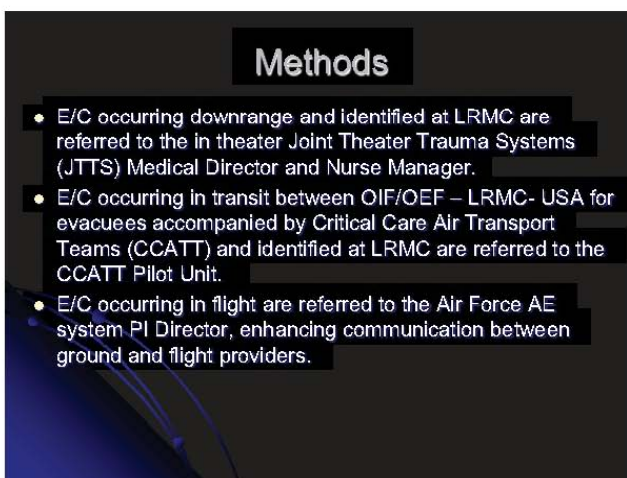 Methods
E/C occurring downrange and identified at LRMC are
referred to the in theater Joint Theater Trauma Systems
(JTTS) Medical Director and Nurse Manager.
E/C occurring in transit between OIF/OEF – LRMC- USA for
evacuees accompanied by Critical Care Air Transport
Teams (CCATT) and identified at LRMC are referred to the
CCATT Pilot Unit.
E/C occurring in flight are referred to the Air Force AE
system PI Director, enhancing communication between
ground and flight providers.